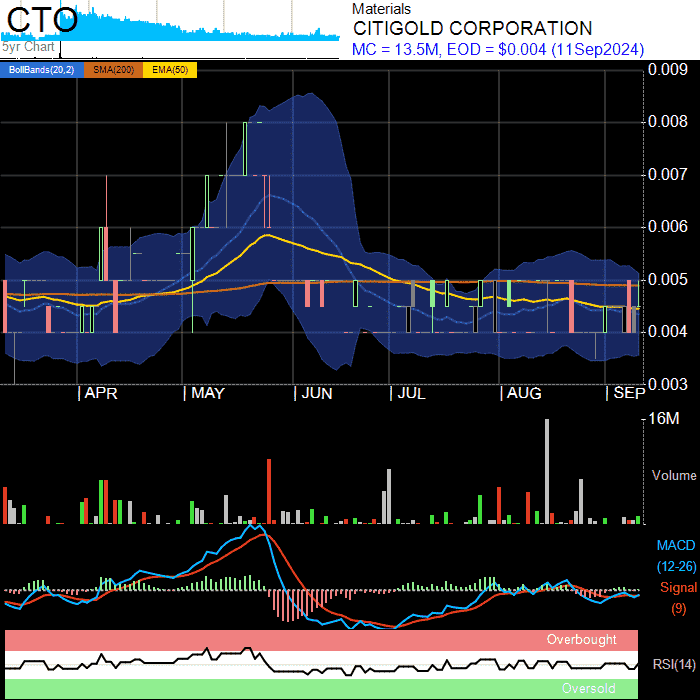 CTO
5yr Chart
Materials
CITIGOLD CORPORATION
MC = 13.5M, EOD = $0.004 (11Sep2024)
BollBands(20,2) SMA(200) EMA(50)
0.009
0.008
0.007
0.006
0.005
0.004
0.003
APR MAY JUN JUL AUG SEP
16M
Volume
MACD
(12-26)
Signal
(9)
Overbought
RSI(14)
Oversold